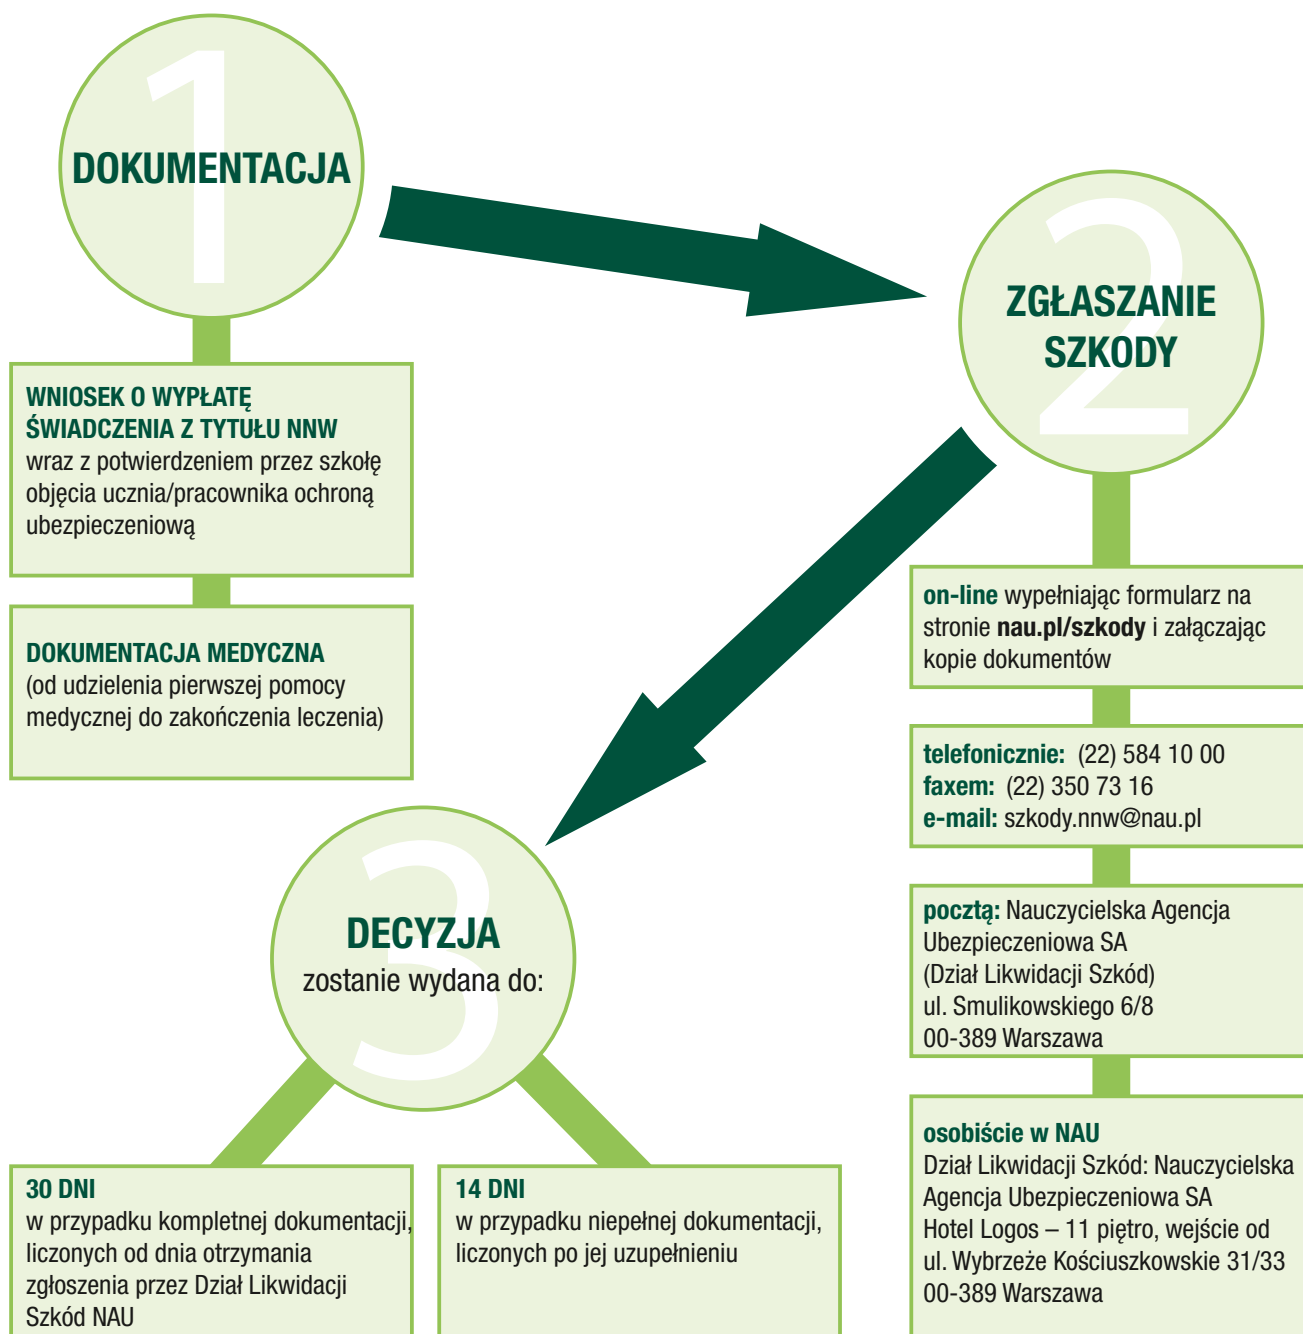 1
DOKUMENTACJA
WNIOSEK O WYPŁATĘ
ŚWIADCZENIA Z TYTUŁU NNW
wraz z potwierdzeniem przez szkołę
objęcia ucznia/pracownika ochroną
ubezpieczeniową
DOKUMENTACJA MEDYCZNA
(od udzielenia pierwszej pomocy
medycznej do zakończenia leczenia)
2
ZGŁASZANIE
SZKODY
on-line wypełniając formularz na
stronie nau.pl/szkody i załączając
kopie dokumentów
telefonicznie: (22) 584 10 00
faxem: (22) 350 73 16
e-mail: szkody.nnw@nau.pl
pocztą: Nauczycielska Agencja
Ubezpieczeniowa SA
(Dział Likwidacji Szkód)
ul. Smulikowskiego 6/8
00-389 Warszawa
osobiście w NAU
Dział Likwidacji Szkód: Nauczycielska
Agencja Ubezpieczeniowa SA
Hotel Logos – 11 piętro, wejście od
ul. Wybrzeże Kościuszkowskie 31/33
00-389 Warszawa
3
DECYZJA
zostanie wydana do:
30 DNI
w przypadku kompletnej dokumentacji,
liczonych od dnia otrzymania
zgłoszenia przez Dział Likwidacji
Szkód NAU
14 DNI
w przypadku niepełnej dokumentacji,
liczonych po jej uzupełnieniu